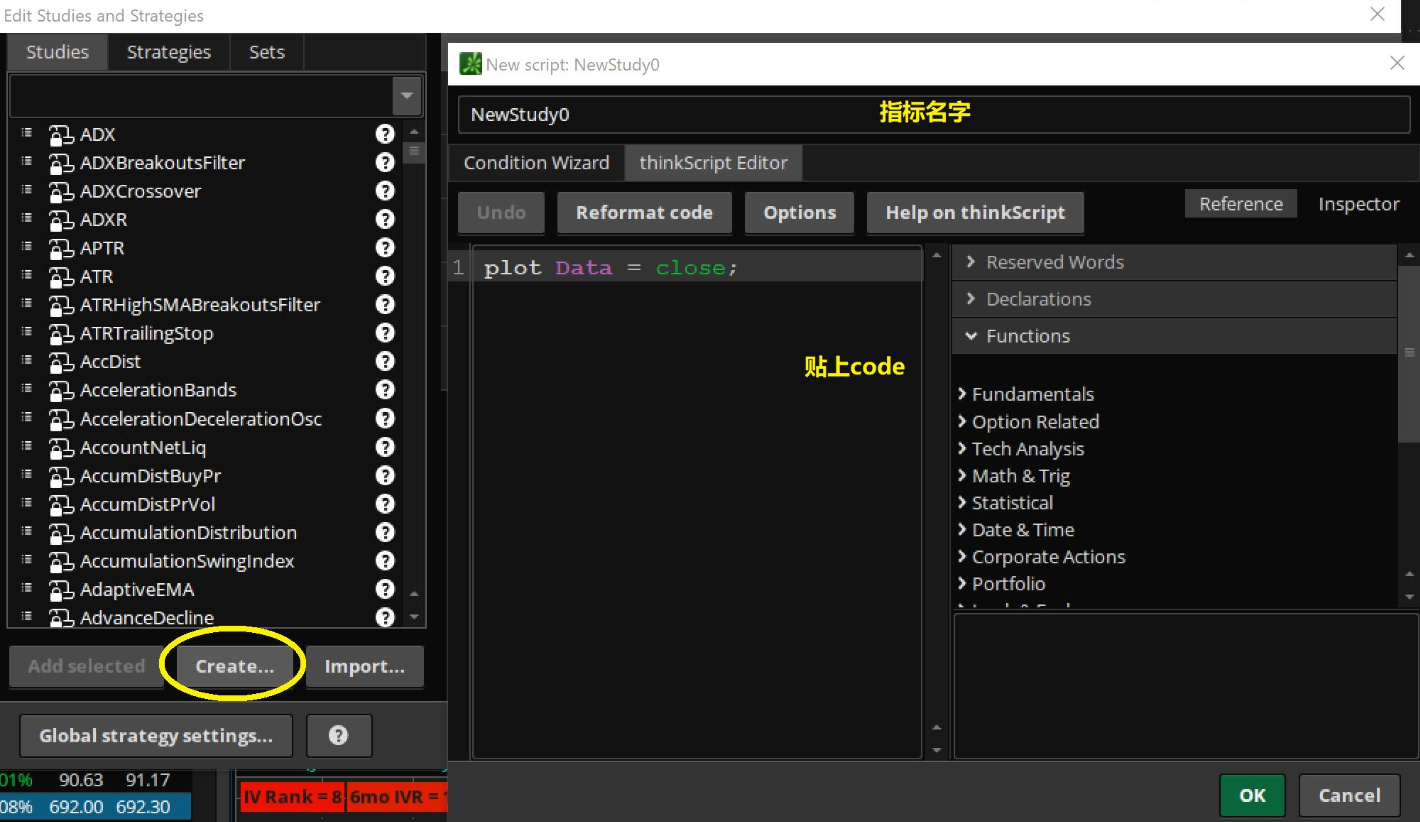 Edit Studies and Strategies
Studies
Strategies
Sets
ADX
ADXBreakoutsFilter
ADXCrossover
ADXR
APTR
ATR
ATRHighSMABreakoutsFilter
ATRTrailingStop
AccDist
AccelerationBands
AccelerationDecelerationOsc
AccountNetLiq
AccumDistBuyPr
AccumDistPrVol
AccumulationDistribution
AccumulationSwingIndex
AdaptiveEMA
AdvanceDecline
Add selected
Create...
Import...
Global strategy settings...
01% 90.63 91.17
08% 692.00 692.30
IV Rank = 8
6mo IVR =
New script: NewStudy0
NewStudy0
指标名字
Condition Wizard
thinkScript Editor
Undo
Reformat code
Options
Help on thinkScript
Reference
Inspector
1 plot Data = close;
贴上code
Reserved Words
Declarations
Functions
Fundamentals
Option Related
Tech Analysis
Math & Trig
Statistical
Date & Time
Corporate Actions
Portfolio
OK
Cancel